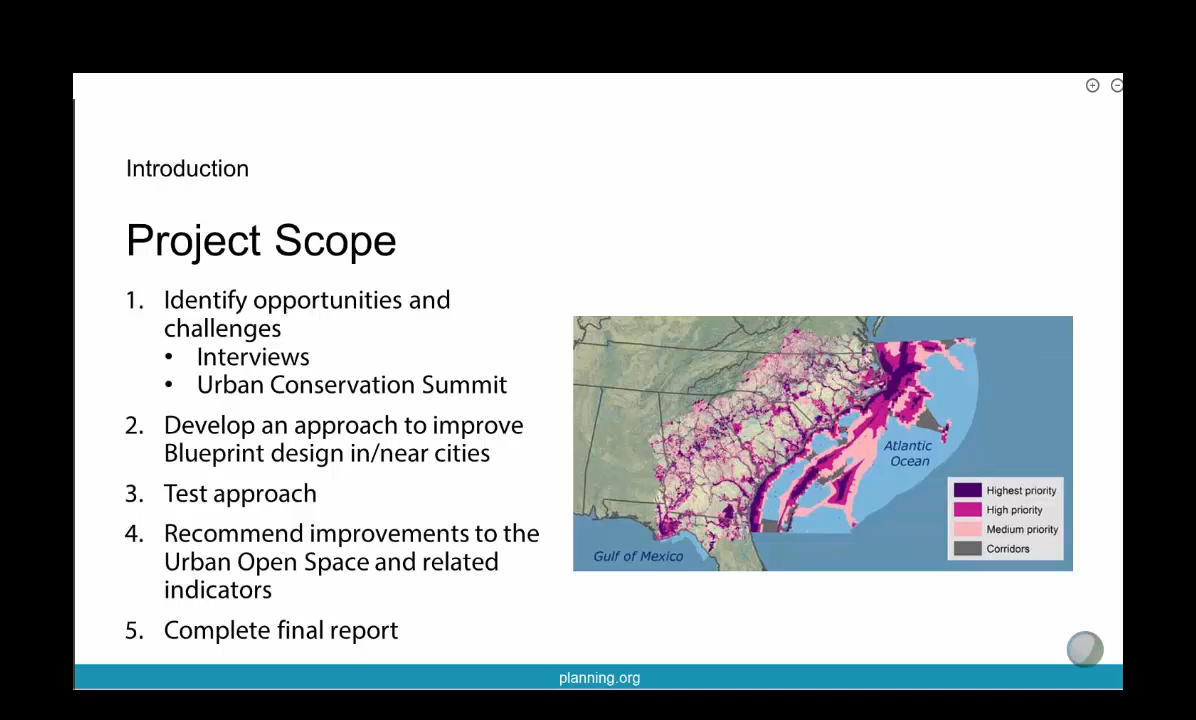 Introduction
Project Scope
1. Identify opportunities and
challenges
• Interviews
• Urban Conservation Summit
2. Develop an approach to improve
Blueprint design in/near cities
3. Test approach
4. Recommend improvements to the
Urban Open Space and related
indicators
5. Complete final report
Atlantic
Ocean
Gulf of Mexico
Highest priority
High priority
Medium priority
Corridors
planning.org